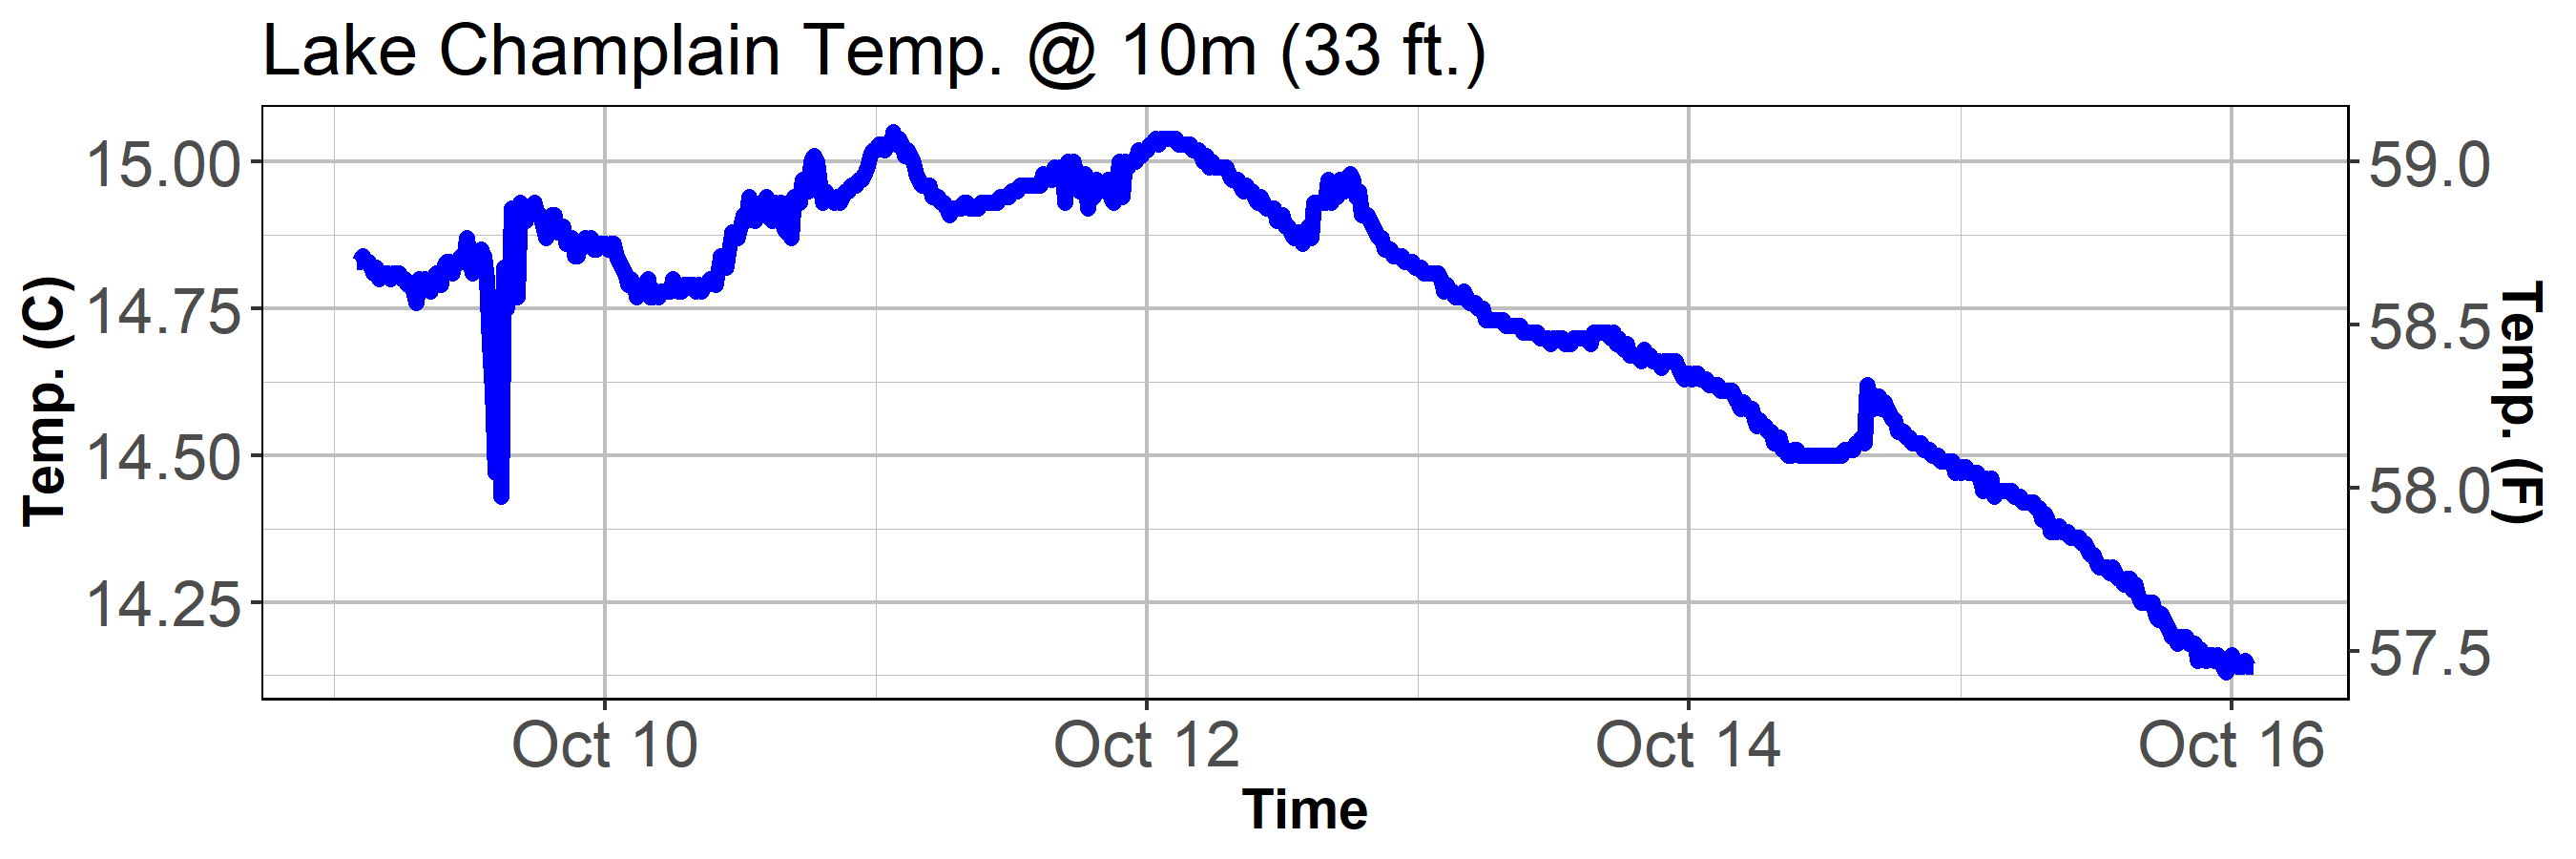 Lake Champlain Temp. @ 10m (33 ft.)
Temp. (C)
15.00
14.75
14.50
14.25
59.0
58.5
58.0
57.5
Temp. (F)
Oct 10
Oct 12
Oct 14
Oct 16
Time